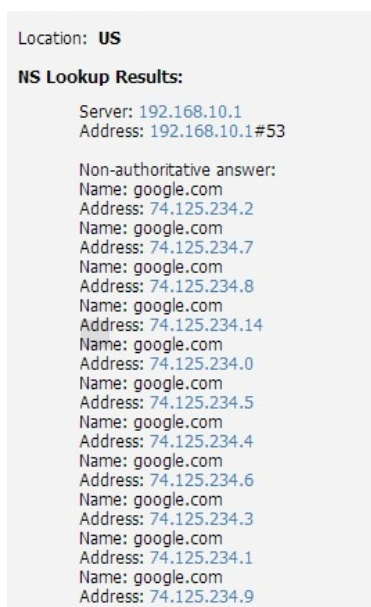 Location: US
NS Lookup Results:
Server: 192.168.10.1
Address: 192.168.10.1#53
Non-authoritative answer:
Name: google.com
Address: 74.125.234.2
Name: google.com
Address: 74.125.234.7
Name: google.com
Address: 74.125.234.8
Name: google.com
Address: 74.125.234.14
Name: google.com
Address: 74.125.234.0
Name: google.com
Address: 74.125.234.5
Name: google.com
Address: 74.125.234.4
Name: google.com
Address: 74.125.234.6
Name: google.com
Address: 74.125.234.3
Name: google.com
Address: 74.125.234.1
Name: google.com
Address: 74.125.234.9